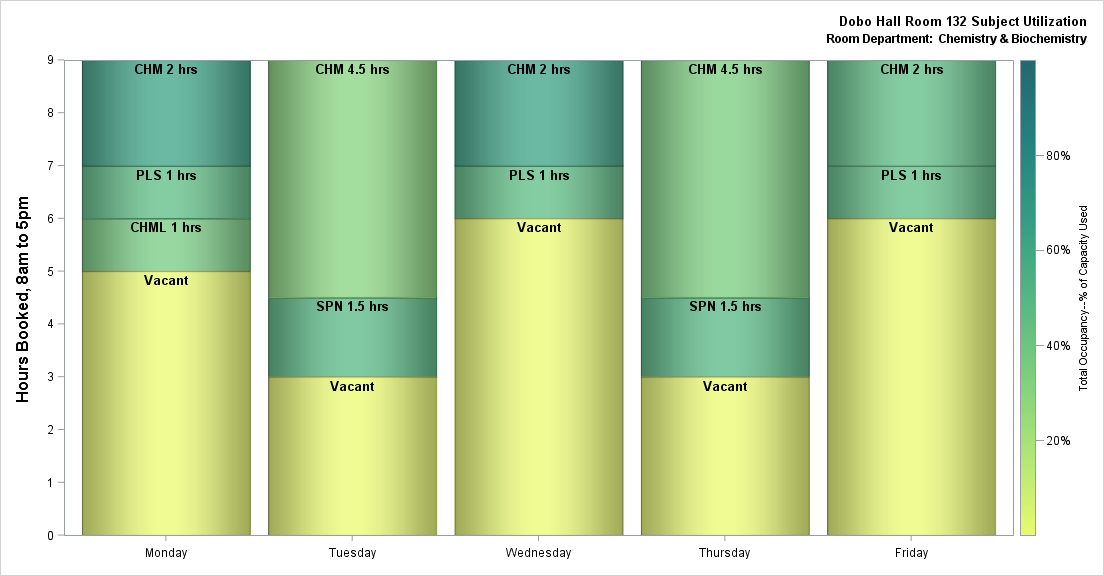 Dobo Hall Room 132 Subject Utilization
Room Department: Chemistry & Biochemistry
Hours Booked, 8am to 5pm
9
8
7
6
5
4
3
2
1
0
CHM 2 hrs
PLS 1 hrs
CHML 1 hrs
Vacant
CHM 4.5 hrs
SPN 1.5 hrs
Vacant
CHM 2 hrs
PLS 1 hrs
Vacant
CHM 4.5 hrs
SPN 1.5 hrs
Vacant
CHM 2 hrs
PLS 1 hrs
Vacant
Monday
Tuesday
Wednesday
Thursday
Friday
80%
60%
40%
20%
Total Occupancy--% of Capacity Used